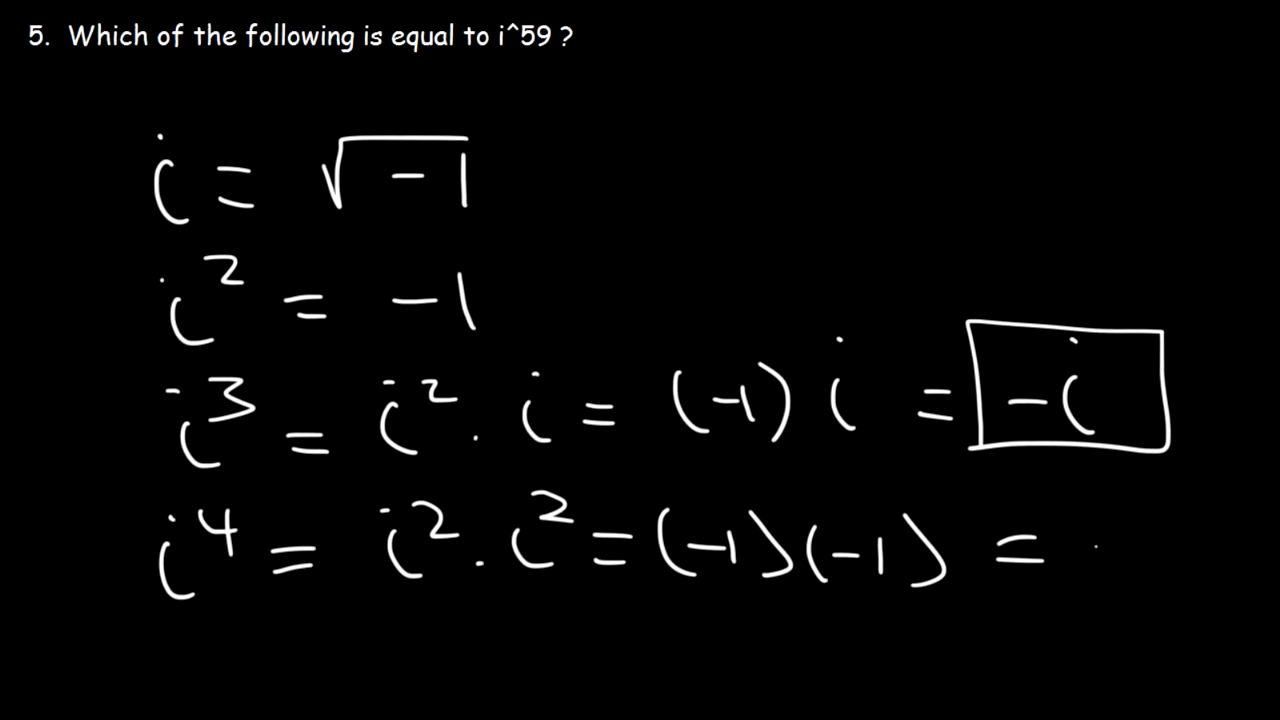 5. Which of the following is equal to i^59 ?
i = √-1
i² = -1
i³ = i² · i = (-1) i = -i
i⁴ = i² · i² = (-1)(-1) =